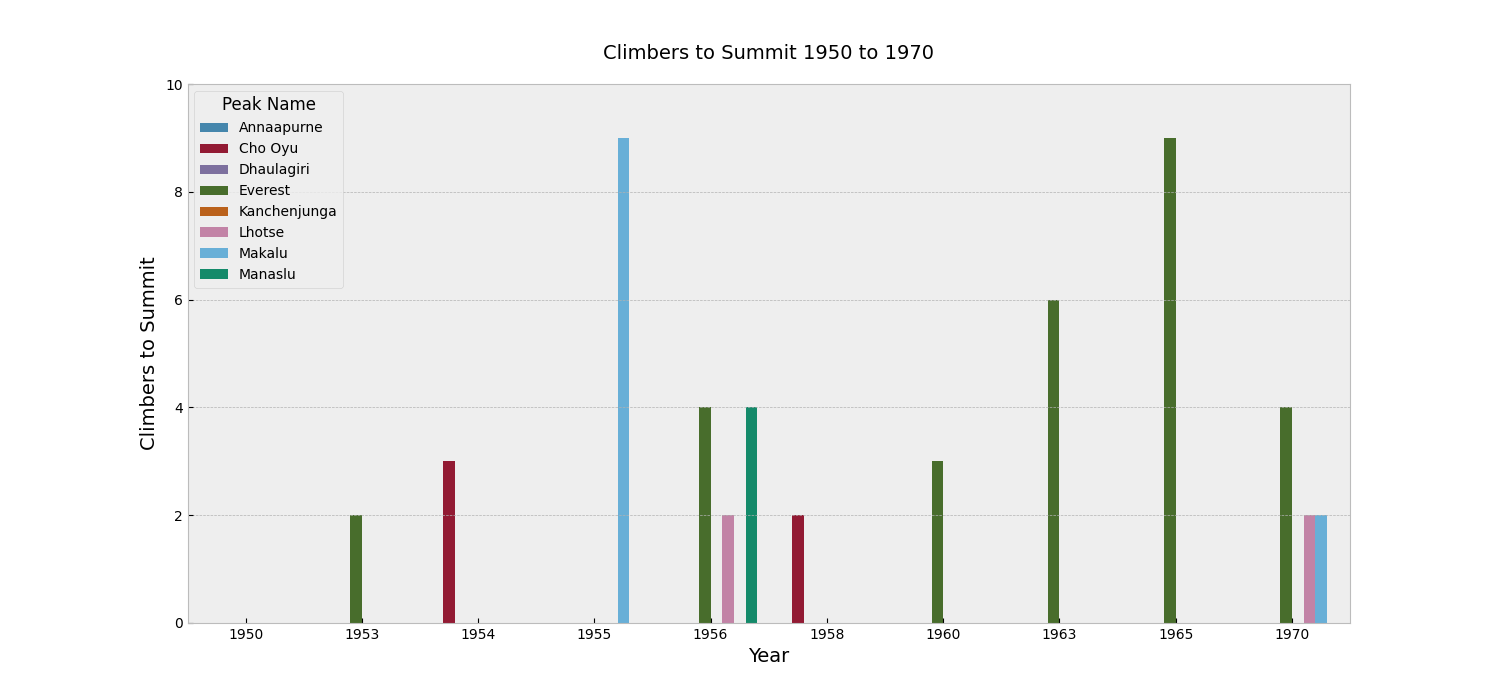 Climbers to Summit 1950 to 1970
10
8
6
4
2
0
Climbers to Summit
Peak Name
Annaapurne
Cho Oyu
Dhaulagiri
Everest
Kanchenjunga
Lhotse
Makalu
Manaslu
1950 1953 1954 1955 1956 1958 1960 1963 1965 1970
Year